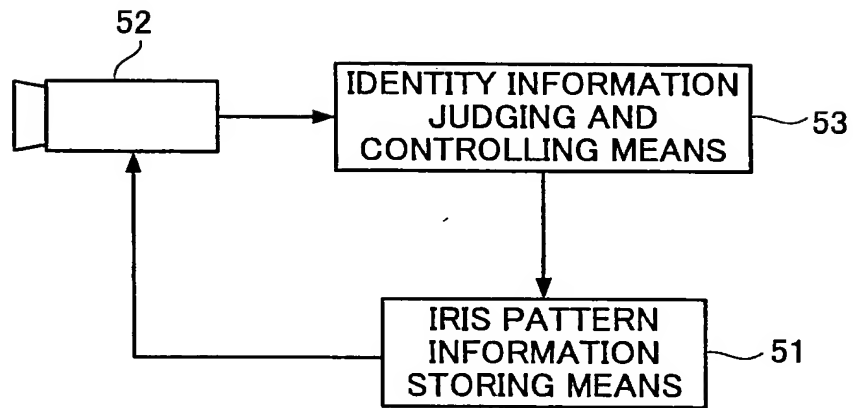 52
IDENTITY INFORMATION
JUDGING AND
CONTROLLING MEANS
53
IRIS PATTERN
INFORMATION
STORING MEANS
51